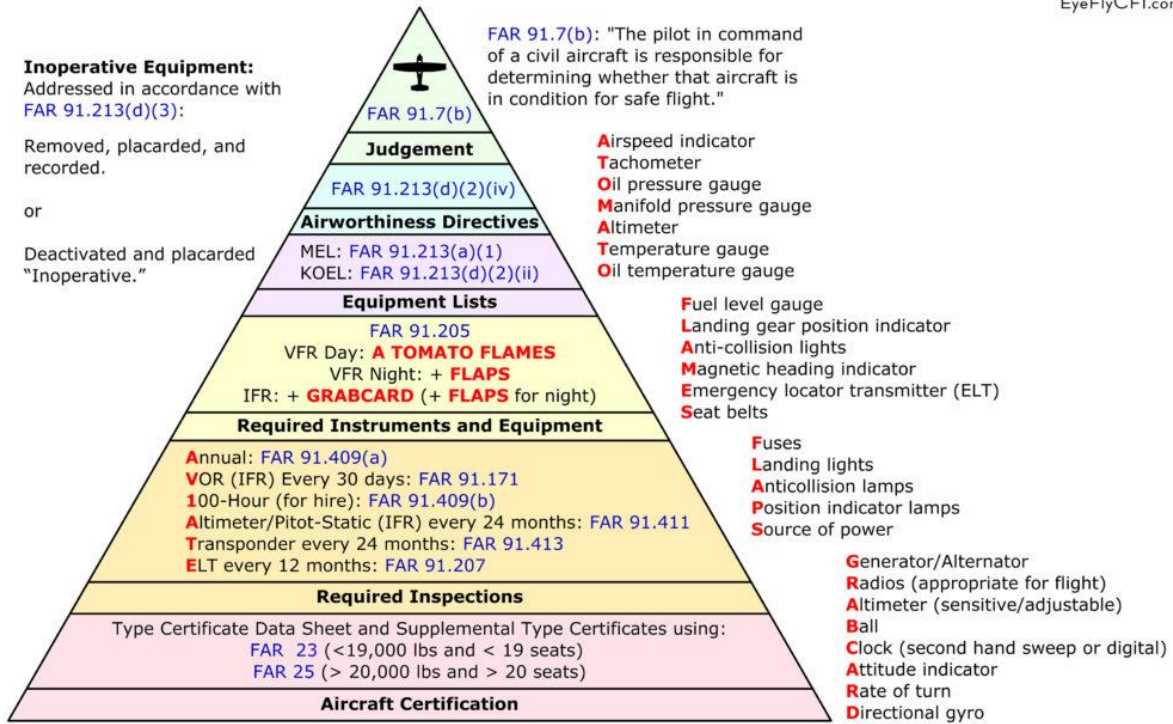 EyeFlyCFI.com
Inoperative Equipment:
Addressed in accordance with
FAR 91.213(d)(3):
Removed, placarded, and
recorded.
or
Deactivated and placarded
“Inoperative.”
FAR 91.7(b): "The pilot in command
of a civil aircraft is responsible for
determining whether that aircraft is
in condition for safe flight."
FAR 91.7(b)
Judgement
FAR 91.213(d)(2)(iv)
Airworthiness Directives
MEL: FAR 91.213(a)(1)
KOEL: FAR 91.213(d)(2)(ii)
Equipment Lists
FAR 91.205
VFR Day: A TOMATO FLAMES
VFR Night: + FLAPS
IFR: + GRABCARD (+ FLAPS for night)
Required Instruments and Equipment
Annual: FAR 91.409(a)
VOR (IFR) Every 30 days: FAR 91.171
100-Hour (for hire): FAR 91.409(b)
Altimeter/Pitot-Static (IFR) every 24 months: FAR 91.411
Transponder every 24 months: FAR 91.413
ELT every 12 months: FAR 91.207
Required Inspections
Type Certificate Data Sheet and Supplemental Type Certificates using:
FAR 23 (<19,000 lbs and < 19 seats)
FAR 25 (> 20,000 lbs and > 20 seats)
Aircraft Certification
Airspeed indicator
Tachometer
Oil pressure gauge
Manifold pressure gauge
Altimeter
Temperature gauge
Oil temperature gauge
Fuel level gauge
Landing gear position indicator
Anti-collision lights
Magnetic heading indicator
Emergency locator transmitter (ELT)
Seat belts
Fuses
Landing lights
Anticollision lamps
Position indicator lamps
Source of power
Generator/Alternator
Radios (appropriate for flight)
Altimeter (sensitive/adjustable)
Ball
Clock (second hand sweep or digital)
Attitude indicator
Rate of turn
Directional gyro